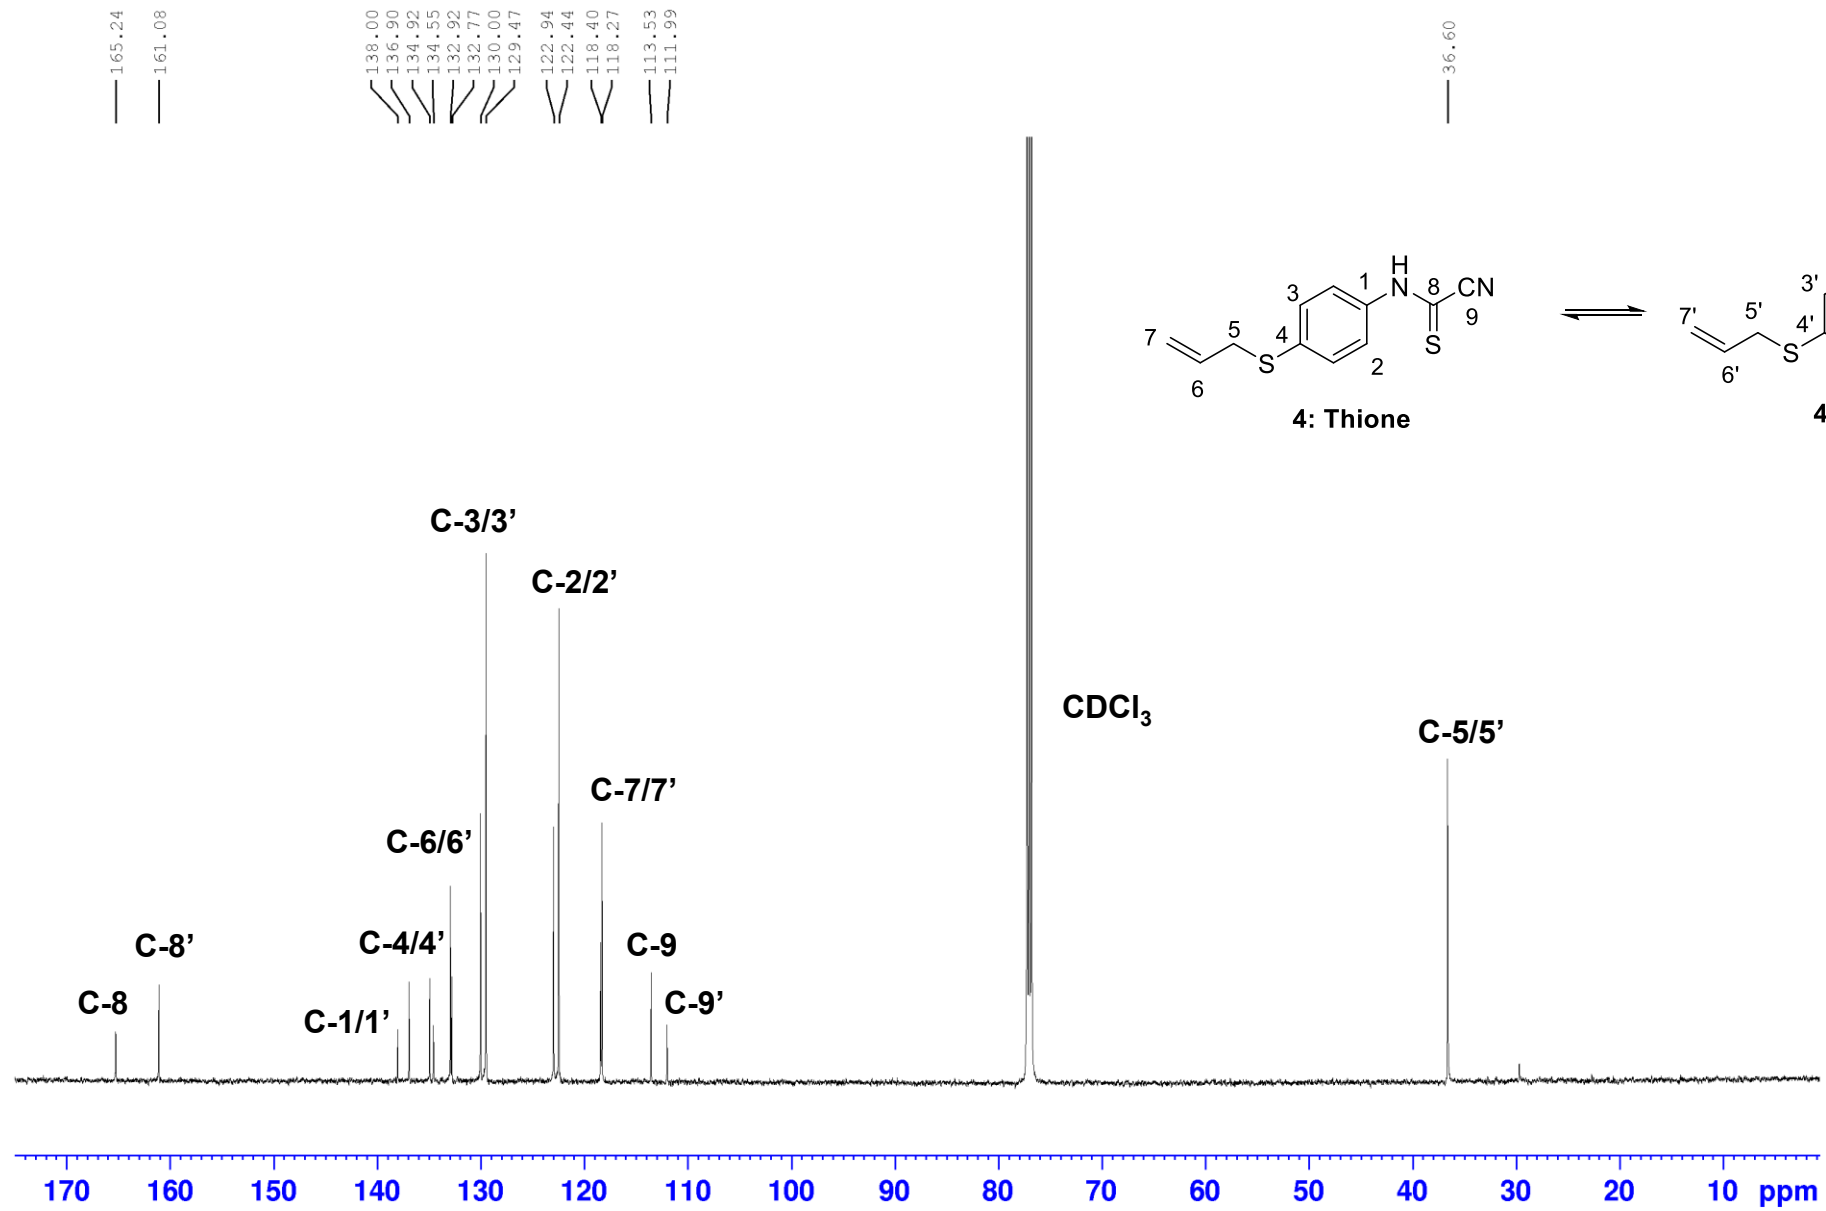 165.24
161.08
138.00
136.90
134.92
134.55
132.92
132.77
130.00
129.47
122.94
122.44
118.40
118.27
113.53
111.99
36.60
H
N
1
8
CN
9
S
3
2
4
5
S
7
6
4: Thione
3'
5'
4'
7'
S
6'
4
C-3/3’
C-2/2’
CDCl₃
C-5/5’
C-7/7’
C-6/6’
C-8’
C-4/4’
C-9
C-8
C-1/1’
C-9’
170 160 150 140 130 120 110 100 90 80 70 60 50 40 30 20 10 ppm